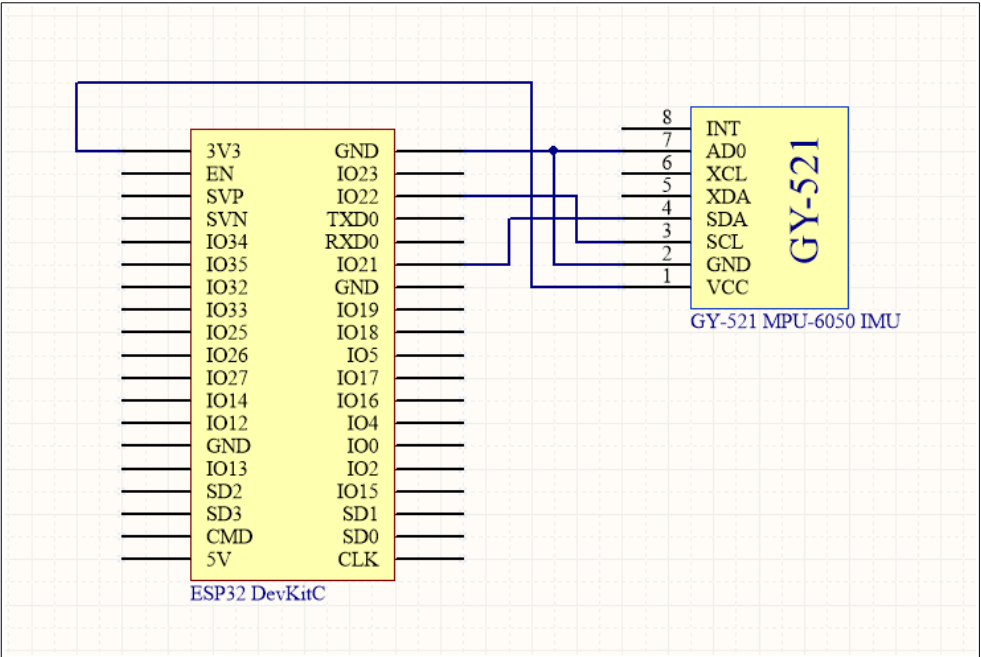 3V3 GND
EN IO23
SVP IO22
SVN TXD0
IO34 RXD0
IO35 IO21
IO32 GND
IO33 IO19
IO25 IO18
IO26 IO5
IO27 IO17
IO14 IO16
IO12 IO4
GND IO0
IO13 IO2
SD2 IO15
SD3 SD1
CMD SD0
5V CLK
ESP32 DevKitC
8 INT
7 AD0
6 XCL
5 XDA
4 SDA
3 SCL
2 GND
1 VCC
GY-521
GY-521 MPU-6050 IMU